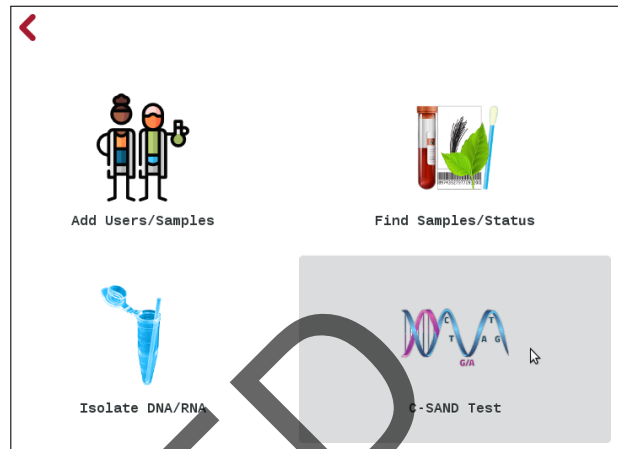 Add Users/Samples
Find Samples/Status
C
T
T
A
G
G/A
Isolate DNA/RNA
C-SAND Test